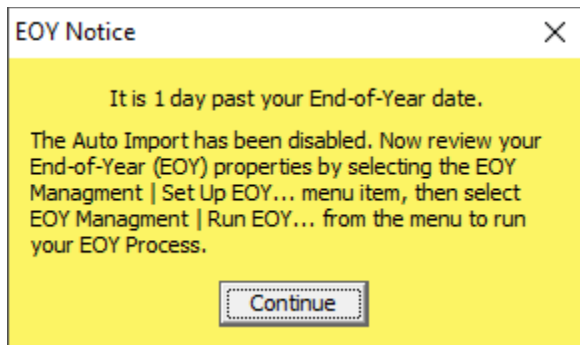 EOY Notice
It is 1 day past your End-of-Year date.
The Auto Import has been disabled. Now review your
End-of-Year (EOY) properties by selecting the EOY
Managment | Set Up EOY... menu item, then select
EOY Managment | Run EOY... from the menu to run
your EOY Process.
Continue